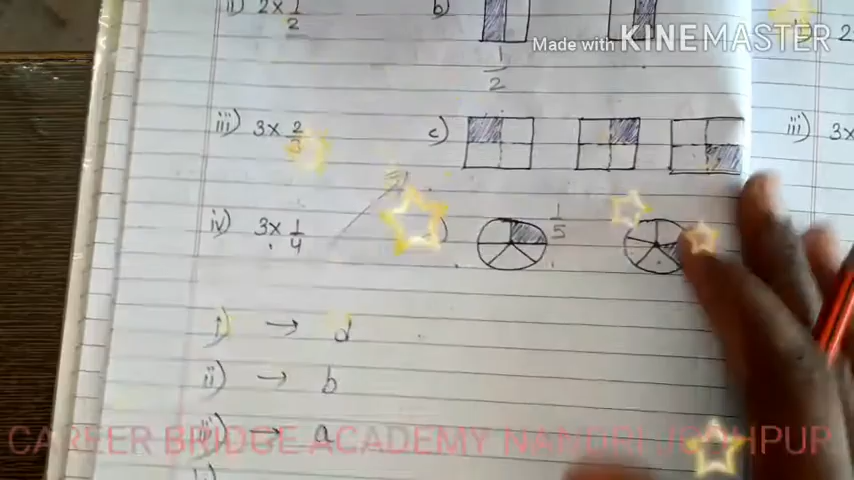 ii) 2 x 1/2 b)
Made with KINEMASTER
1/2
iii) 3 x 2/3 c) iii) 3x
iv) 3 x 1/4 ) 1/5
i) → d
ii) → b
iii) → a
CAREER BRIDGE ACADEMY NANDRI JODHPUR